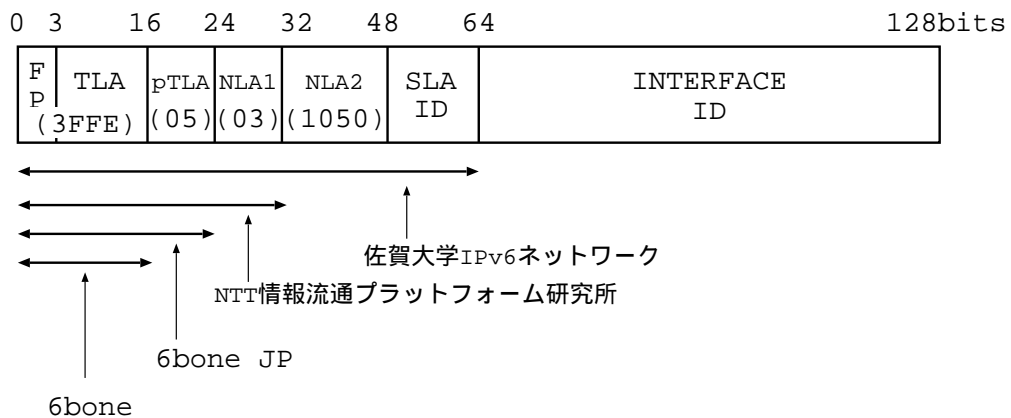 0 3 16 24 32 48 64 128bits
F
P
TLA
(3FFE)
pTLA
(05)
NLA1
(03)
NLA2
(1050)
SLA
ID
INTERFACE
ID
佐賀大学IPv6ネットワーク
NTT情報流通プラットフォーム研究所
6bone JP
6bone